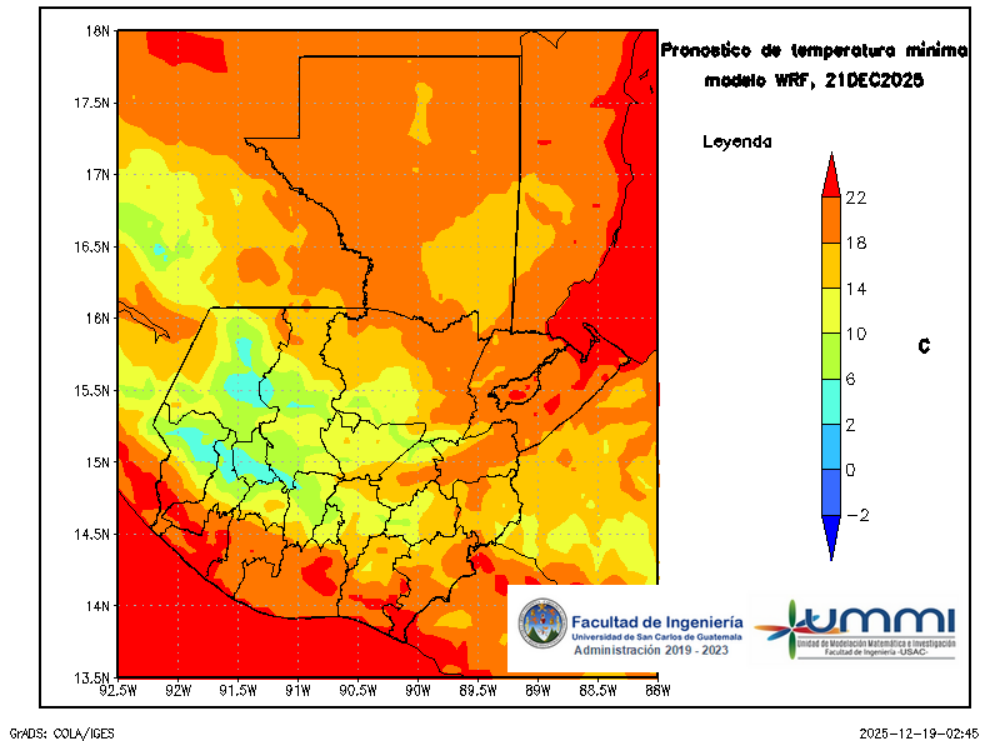 Pronostico de temperatura minima
modelo WRF, 21DEC2025
Leyenda
22
18
14
10
6
2
0
−2
C
18N
17.5N
17N
16.5N
16N
15.5N
15N
14.5N
14N
13.5N
92.5W 92W 91.5W 91W 90.5W 90W 89.5W 89W 88.5W 88W
Facultad de Ingeniería
Universidad de San Carlos de Guatemala
Administración 2019 - 2023
ummi
Unidad de Modelación Matemática e Investigación
Facultad de Ingeniería -USAC-
GrADS: COLA/IGES
2025−12−19−02:45